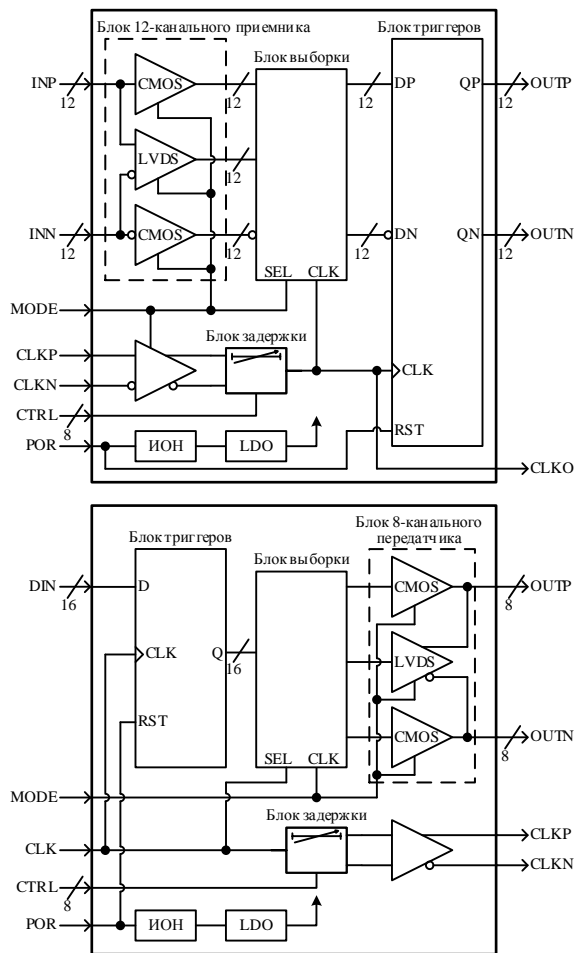 Блок 12-канального приемника
Блок триггеров
Блок выборки
INP
12
CMOS
12
12
DP
QP
12
OUTP
LVDS
12
INN
12
CMOS
12
12
DN
QN
12
OUTN
SEL
CLK
MODE
Блок задержки
CLKP
CLKN
CLK
CTRL
8
POR
ИОН
LDO
RST
CLKO
Блок 8-канального
передатчика
Блок триггеров
Блок выборки
DIN
16
D
CMOS
8
OUTP
CLK
Q
16
LVDS
RST
CMOS
8
OUTN
SEL
CLK
MODE
Блок задержки
CLKP
CLK
CLKN
CTRL
8
POR
ИОН
LDO